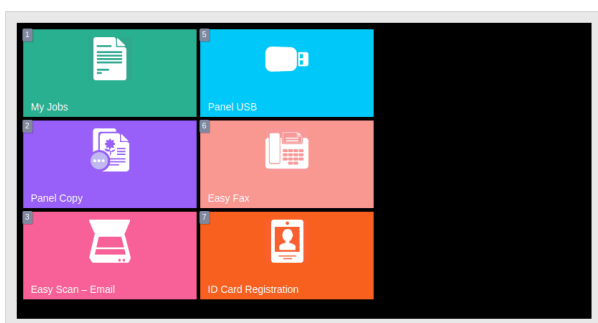 1
My Jobs
5
Panel USB
2
Panel Copy
6
Easy Fax
3
Easy Scan – Email
7
ID Card Registration